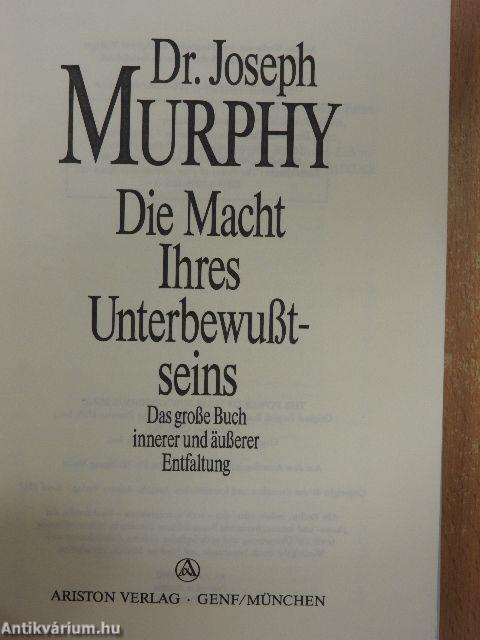 Dr. Joseph
MURPHY
Die Macht
Ihres
Unterbewußt-
seins
Das große Buch
innerer und äußerer
Entfaltung
A
ARISTON VERLAG · GENF/MÜNCHEN
Antikvárium.hu